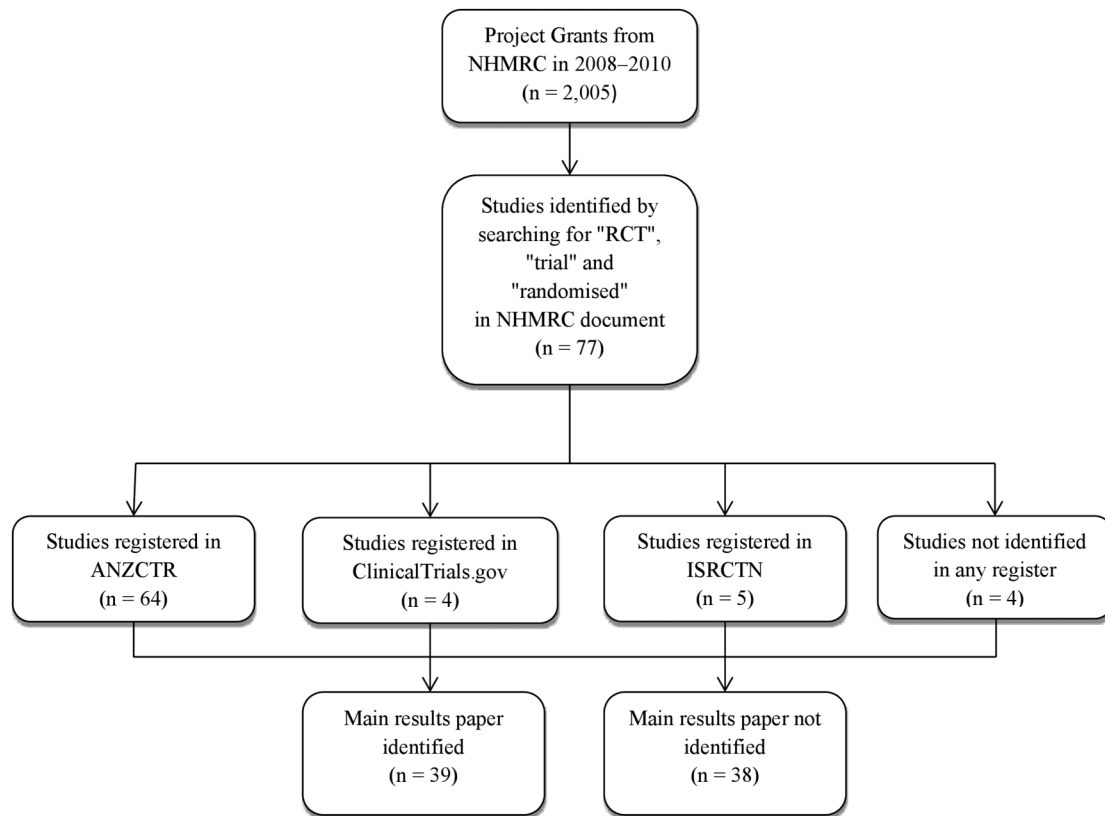 Project Grants from
NHMRC in 2008–2010
(n = 2,005)
Studies identified by
searching for "RCT",
"trial" and
"randomised"
in NHMRC document
(n = 77)
Studies registered in
ANZCTR
(n = 64)
Studies registered in
ClinicalTrials.gov
(n = 4)
Studies registered in
ISRCTN
(n = 5)
Studies not identified
in any register
(n = 4)
Main results paper
identified
(n = 39)
Main results paper not
identified
(n = 38)